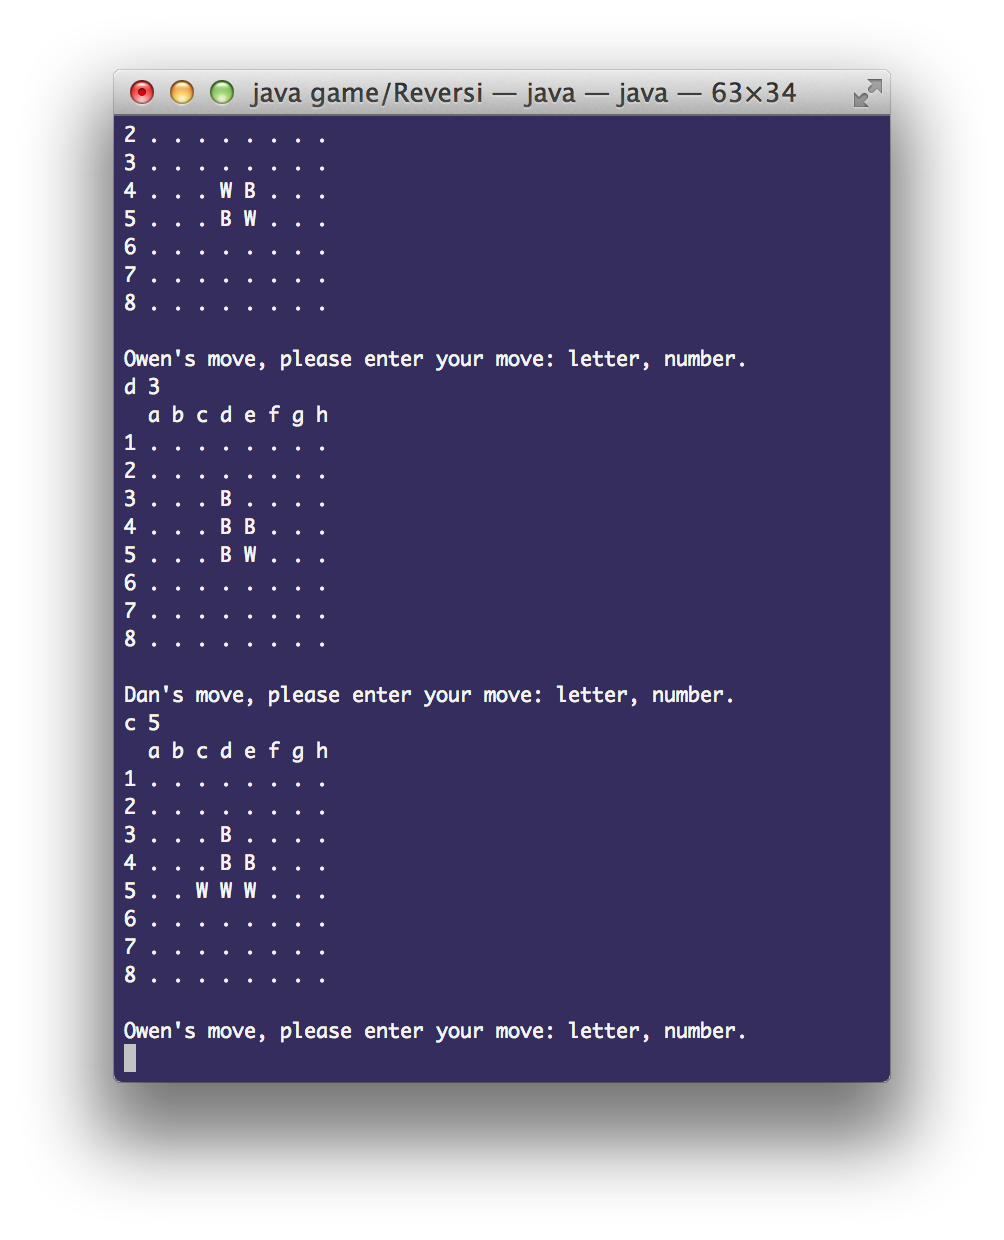 java game/Reversi — java — java — 63×34
2 . . . . . . . .
3 . . . . . . . .
4 . . . W B . . .
5 . . . B W . . .
6 . . . . . . . .
7 . . . . . . . .
8 . . . . . . . .
Owen's move, please enter your move: letter, number.
d 3
  a b c d e f g h
1 . . . . . . . .
2 . . . . . . . .
3 . . . B . . . .
4 . . . B B . . .
5 . . . B W . . .
6 . . . . . . . .
7 . . . . . . . .
8 . . . . . . . .
Dan's move, please enter your move: letter, number.
c 5
  a b c d e f g h
1 . . . . . . . .
2 . . . . . . . .
3 . . . B . . . .
4 . . . B B . . .
5 . . W W W . . .
6 . . . . . . . .
7 . . . . . . . .
8 . . . . . . . .
Owen's move, please enter your move: letter, number.